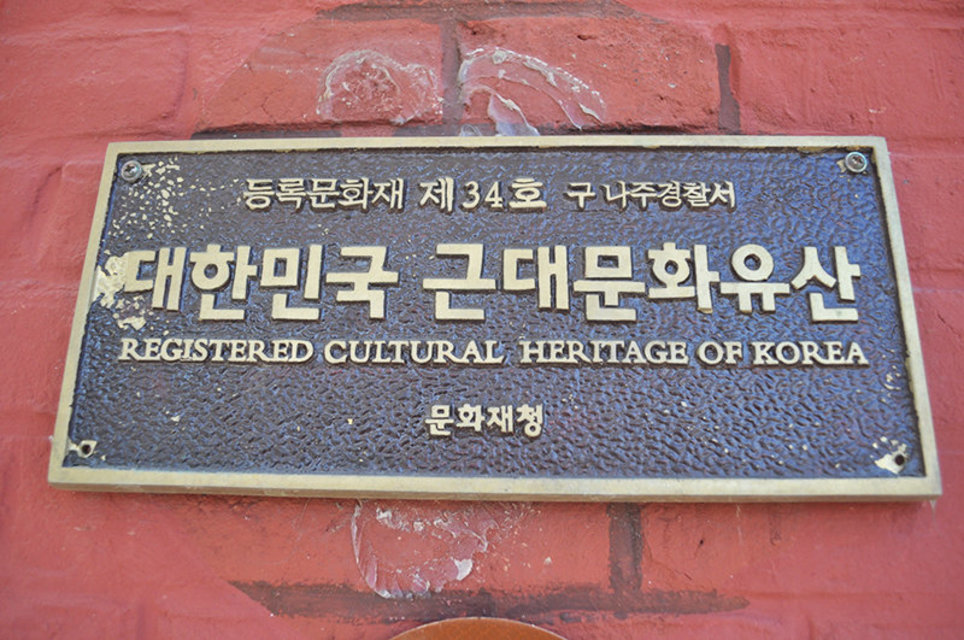 등록문화재 제34호 구 나주경찰서
대한민국 근대문화유산
REGISTERED CULTURAL HERITAGE OF KOREA
문화재청